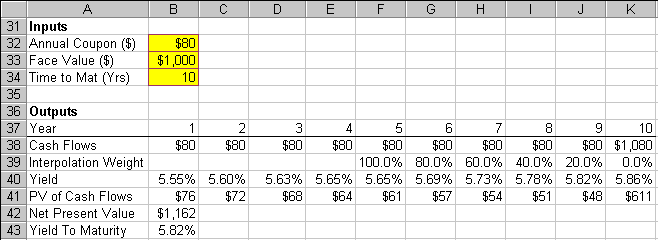 A B C D E F G H I J K
31 Inputs
32 Annual Coupon ($) $80
33 Face Value ($) $1,000
34 Time to Mat (Yrs) 10
35
36 Outputs
37 Year 1 2 3 4 5 6 7 8 9 10
38 Cash Flows $80 $80 $80 $80 $80 $80 $80 $80 $80 $1,080
39 Interpolation Weight 100.0% 80.0% 60.0% 40.0% 20.0% 0.0%
40 Yield 5.55% 5.60% 5.63% 5.65% 5.65% 5.69% 5.73% 5.78% 5.82% 5.86%
41 PV of Cash Flows $76 $72 $68 $64 $61 $57 $54 $51 $48 $611
42 Net Present Value $1,162
43 Yield To Maturity 5.82%